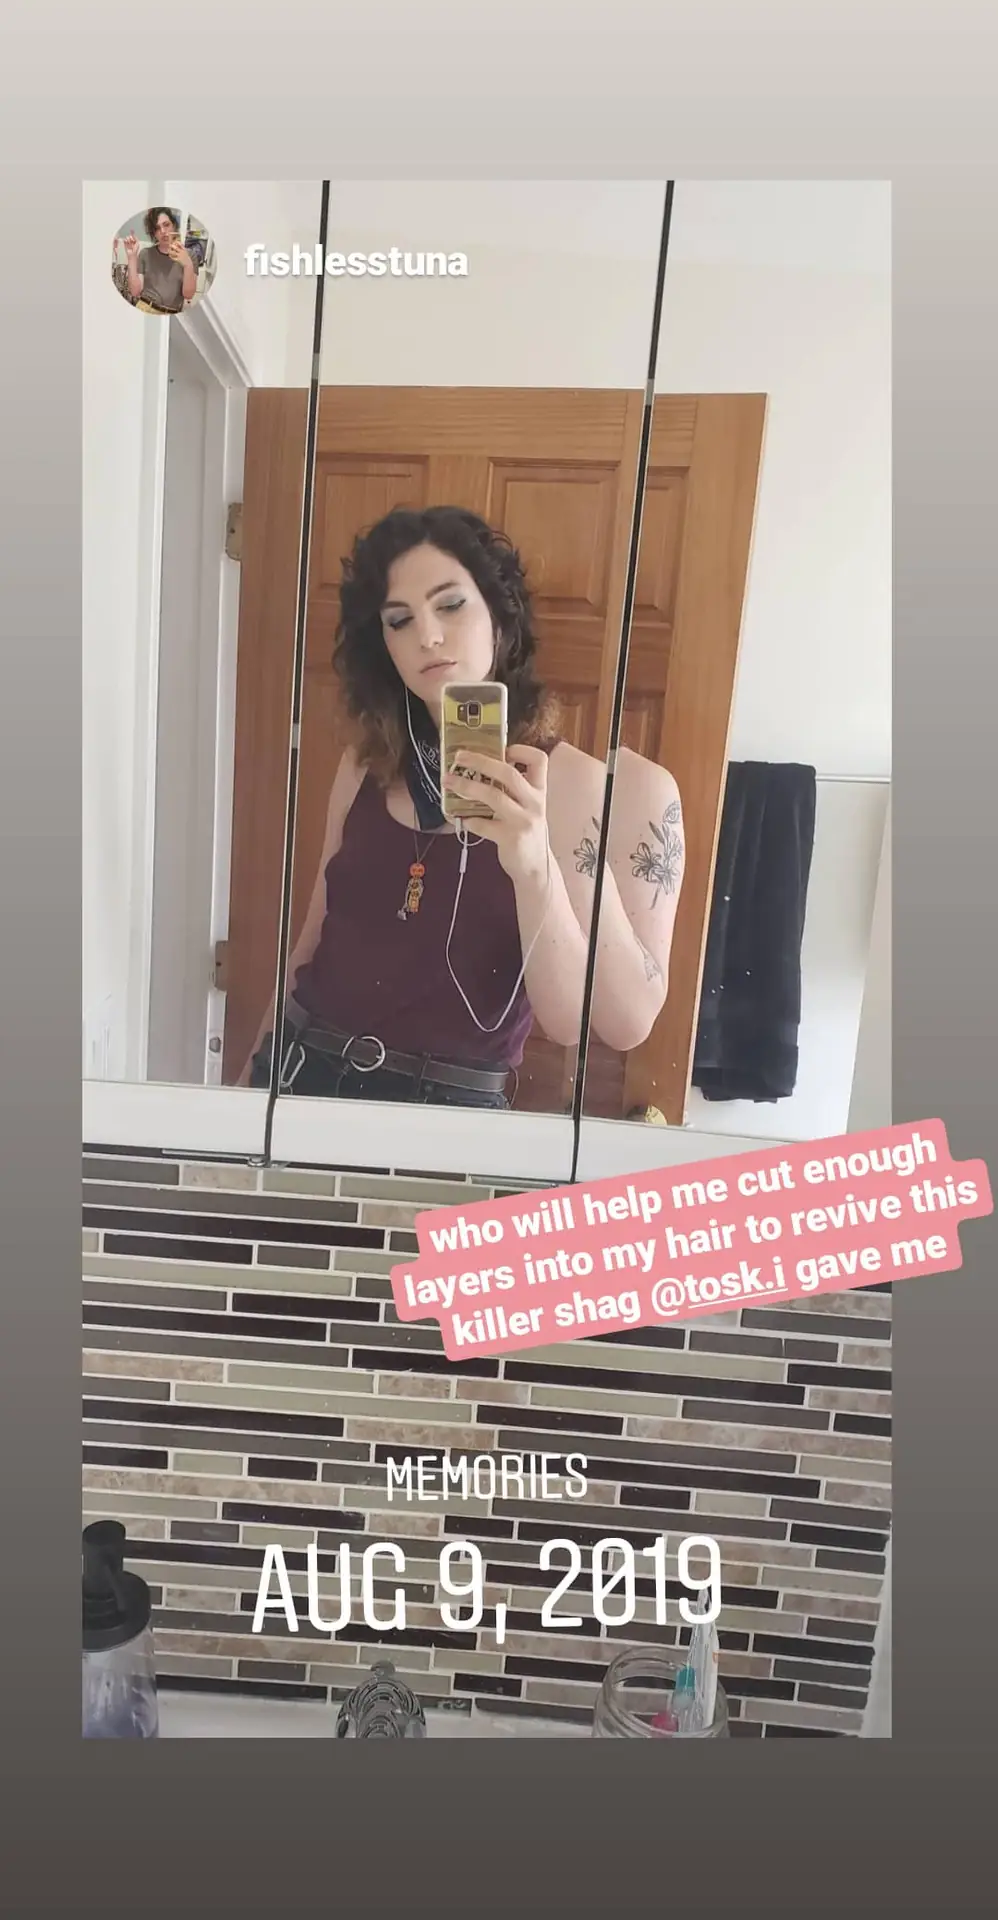 fishlesstuna
who will help me cut enough
layers into my hair to revive this
killer shag @tosk.i gave me
MEMORIES
AUG 9, 2019